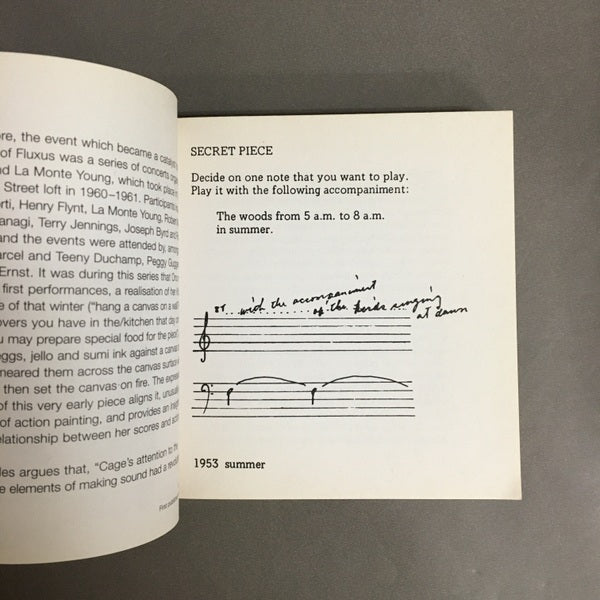 re, the event which became a catalyst
of Fluxus was a series of concerts
d La Monte Young, which took place
Street loft in 1960–1961.
rti, Henry Flynt, La Monte Young,
anagi, Terry Jennings, Joseph Byrd and
and the events were attended by, among
arcel and Teeny Duchamp, Peggy
Ernst. It was during this series that
first performances, a realisation of
e of that winter ("hang a canvas on a wall
overs you have in the/kitchen that day
u may prepare special food for the piece
eggs, jello and sumi ink against a canvas
meared them across the canvas surface
then set the canvas on fire. The
of this very early piece aligns it,
of action painting, and provides an
elationship between her scores and
les argues that, "Cage's attention to the
e elements of making sound had a
First
SECRET PIECE
Decide on one note that you want to play.
Play it with the following accompaniment:
The woods from 5 a.m. to 8 a.m.
in summer.
or with the accompaniment
of the birds singing
at dawn
1953 summer